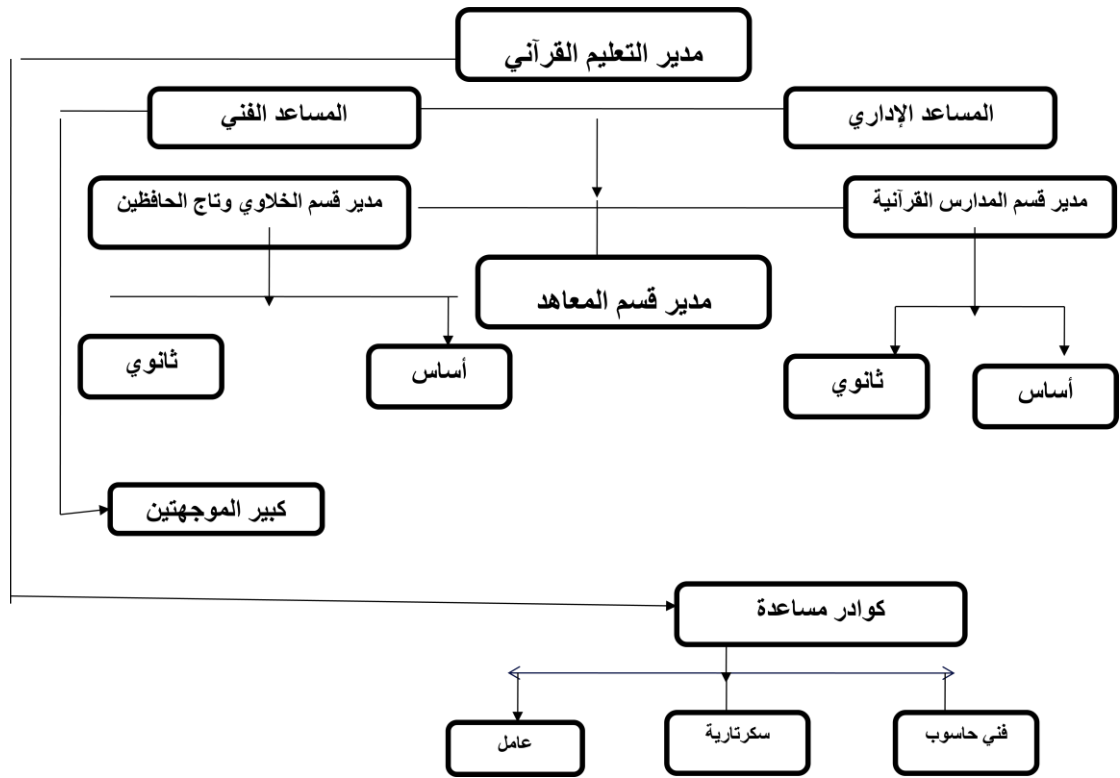 مدير التعليم القرآني
المساعد الإداري
المساعد الفني
مدير قسم المدارس القرآنية
مدير قسم الخلاوي وتاج الحافظين
مدير قسم المعاهد
أساس
ثانوي
أساس
ثانوي
كبير الموجهتين
كوادر مساعدة
فني حاسوب
سكرتارية
عامل